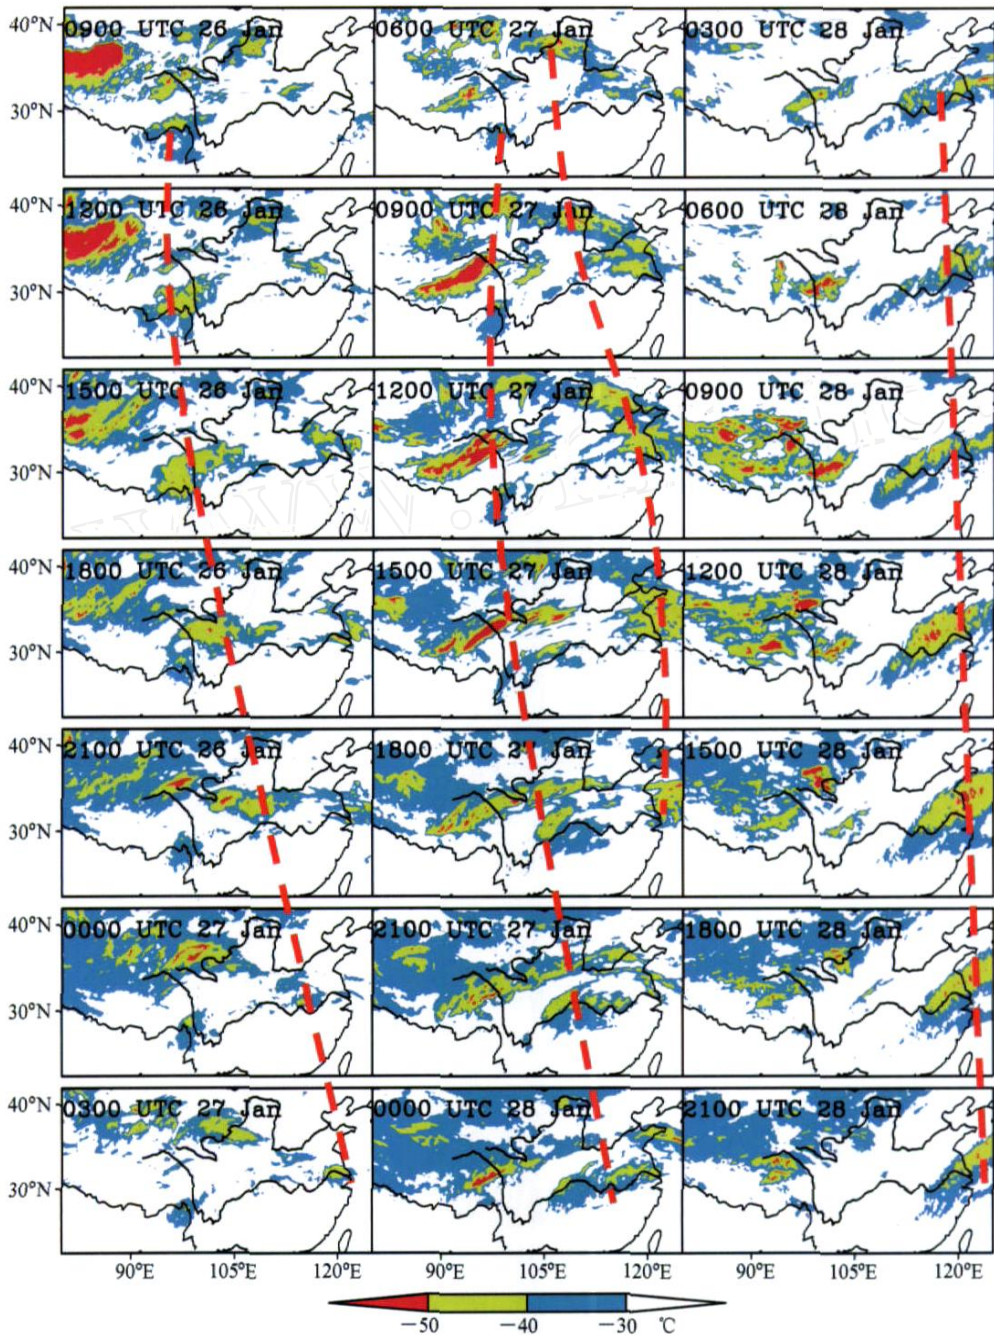 40°N 0900 UTC 26 Jan 0600 UTC 27 Jan 0300 UTC 28 Jan
30°N
40°N 1200 UTC 26 Jan 0900 UTC 27 Jan 0600 UTC 28 Jan
30°N
40°N 1500 UTC 26 Jan 1200 UTC 27 Jan 0900 UTC 28 Jan
30°N
40°N 1800 UTC 26 Jan 1500 UTC 27 Jan 1200 UTC 28 Jan
30°N
40°N 2100 UTC 26 Jan 1800 UTC 27 Jan 1500 UTC 28 Jan
30°N
40°N 0000 UTC 27 Jan 2100 UTC 27 Jan 1800 UTC 28 Jan
30°N
40°N 0300 UTC 27 Jan 0000 UTC 28 Jan 2100 UTC 28 Jan
30°N
90°E 105°E 120°E 90°E 105°E 120°E 90°E 105°E 120°E
−50 −40 −30 ℃